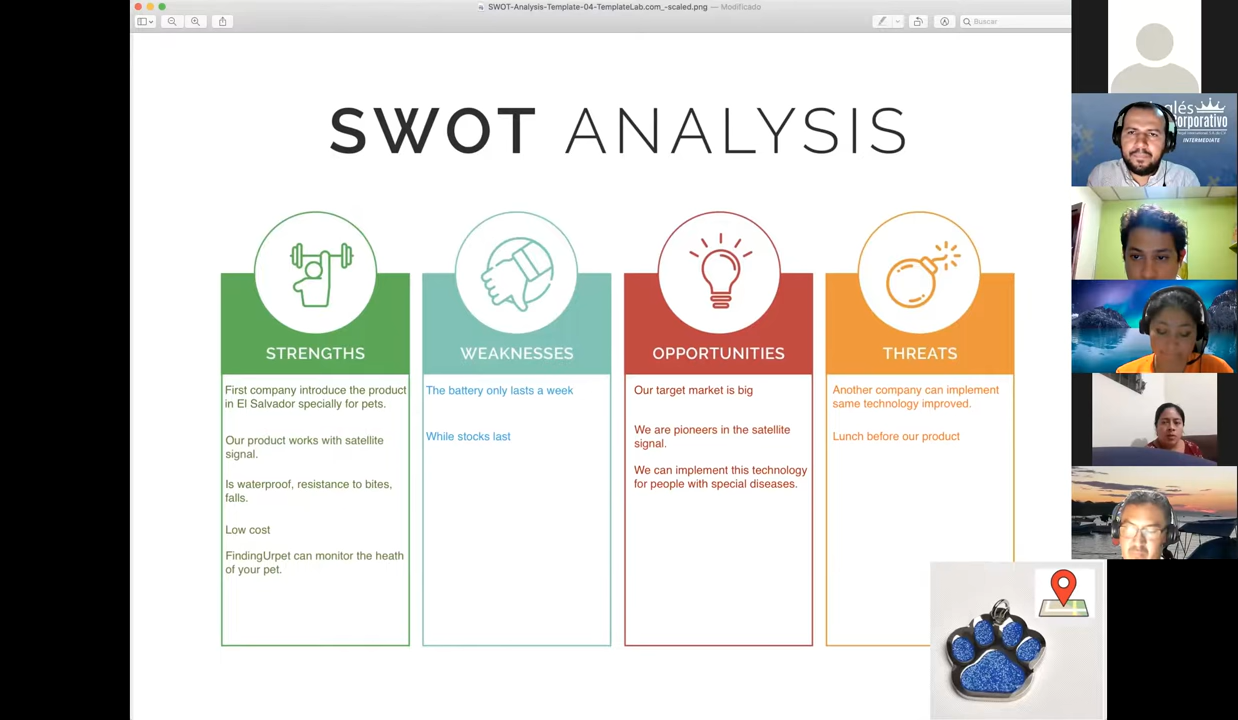 SWOT-Analysis-Template-04-TemplateLab.com_-scaled.png — Modificado
Buscar
SWOT ANALYSIS
STRENGTHS
First company introduce the product
in El Salvador specially for pets.
Our product works with satellite
signal.
Is waterproof, resistance to bites,
falls.
Low cost
FindingUrpet can monitor the heath
of your pet.
WEAKNESSES
The battery only lasts a week
While stocks last
OPPORTUNITIES
Our target market is big
We are pioneers in the satellite
signal.
We can implement this technology
for people with special diseases.
THREATS
Another company can implement
same technology improved.
Lunch before our product
INTERMEDIATE